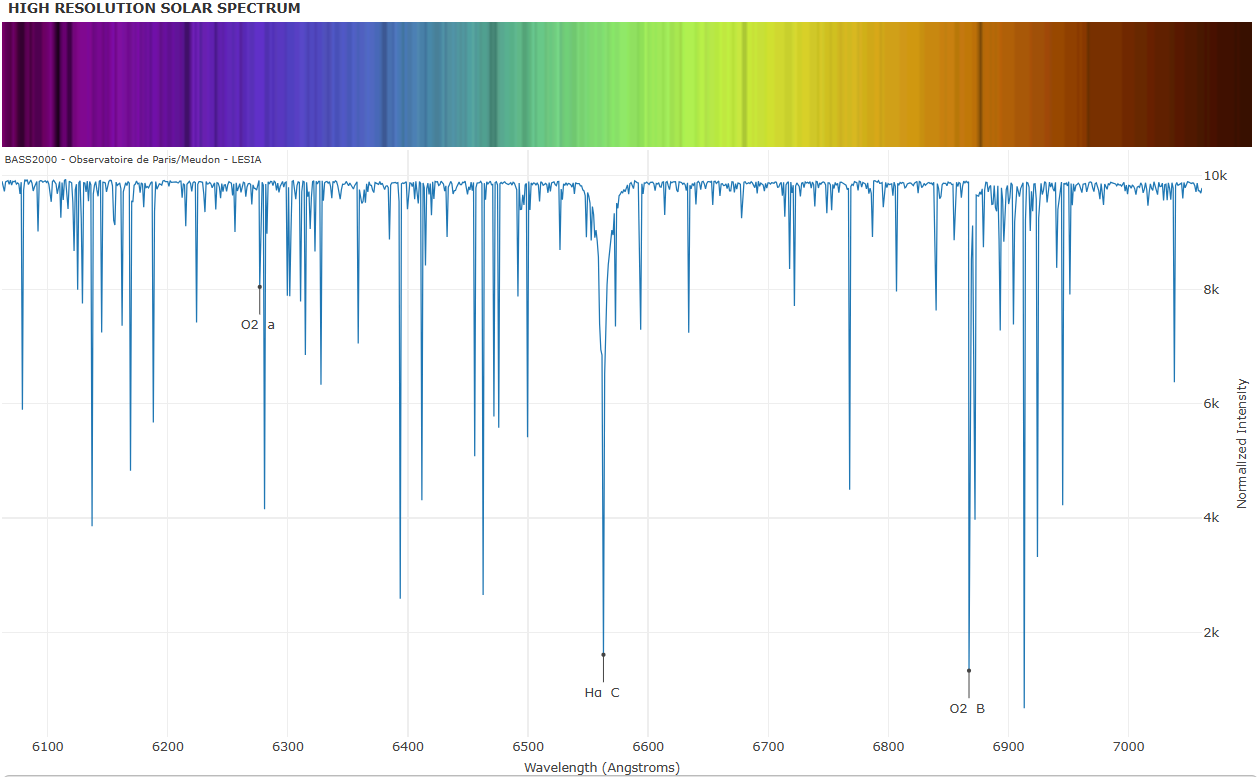 HIGH RESOLUTION SOLAR SPECTRUM
BASS2000 - Observatoire de Paris/Meudon - LESIA
10k
8k
O2 a
6k
Normalized Intensity
4k
2k
Hα C
O2 B
6100 6200 6300 6400 6500 6600 6700 6800 6900 7000
Wavelength (Angstroms)